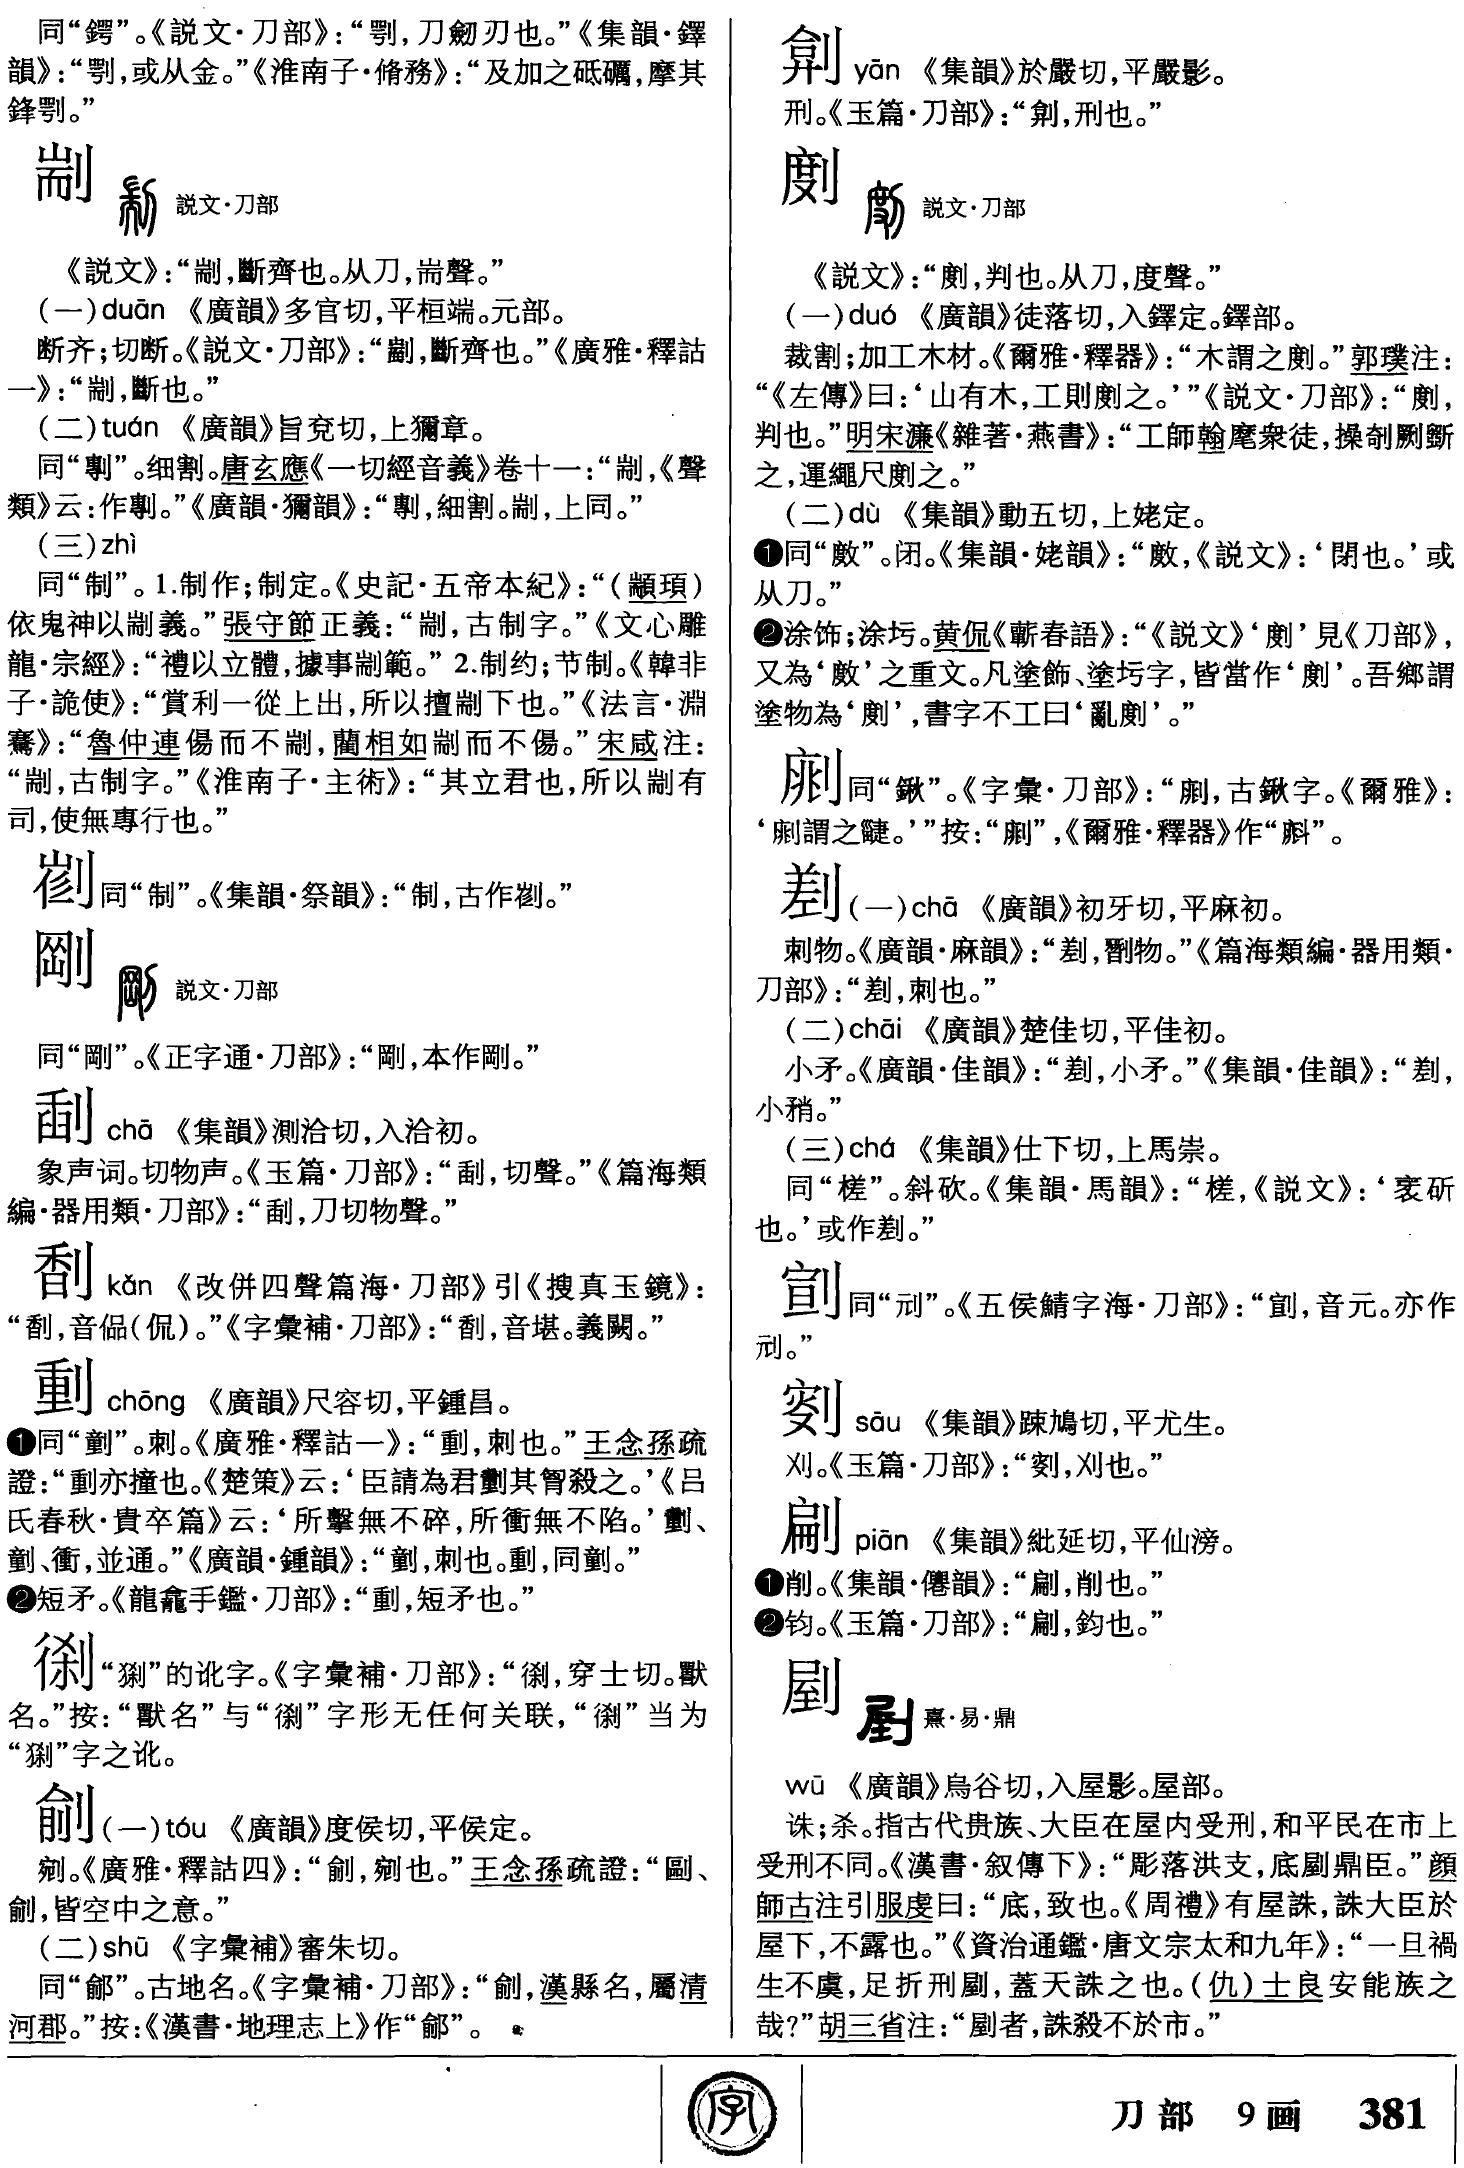 同“鍔”。《説文·刀部》：“剠，刀劒刃也。”《集韻·鐸
韻》：“㓵，或从金。”《淮南子·脩務》：“及加之砥礪，摩其
鋒㓵。”
剬 説文·刀部
《説文》：“剬，斷齊也。从刀，耑聲。”
(一)duān 《廣韻》多官切，平桓端。元部。
断齐；切断。《説文·刀部》：“剬，斷齊也。”《廣雅·釋詁
一》：“剬，斷也。”
(二)tuán 《廣韻》旨兗切，上獮章。
同“剸”。细割。唐玄應《一切經音義》卷十一：“剬，《聲
類》云：作剸。”《廣韻·獮韻》：“剸，細割。剬，上同。”
(三)zhì
同“制”。1.制作；制定。《史記·五帝本紀》：“(顓頊)
依鬼神以剬義。”張守節正義：“剬，古制字。”《文心雕
龍·宗經》：“禮以立體，據事剬範。” 2.制约；节制。《韓非
子·詭使》：“賞利一從上出，所以擅剬下也。”《法言·淵
騫》：“魯仲連傷而不剬，藺相如剬而不傷。”宋咸注：
“剬，古制字。”《淮南子·主術》：“其立君也，所以剬有
司，使無專行也。”
同“制”。《集韻·祭韻》：“制，古作。”
説文·刀部
同“剛”。《正字通·刀部》：“剛，本作。”
chā 《集韻》測洽切，入洽初。
象声词。切物声。《玉篇·刀部》：“，切聲。”《篇海類
編·器用類·刀部》：“，刀切物聲。”
kǎn 《改併四聲篇海·刀部》引《搜真玉鏡》：
“，音偘(侃)。”《字彙補·刀部》：“，音堪。義闕。”
chōng 《廣韻》尺容切，平鍾昌。
❶同“㓼”。刺。《廣雅·釋詁一》：“，刺也。”王念孫疏
證：“亦撞也。《楚策》云：‘臣請為君其胷殺之。’《吕
氏春秋·貴卒篇》云：‘所擊無不碎，所衝無不陷。’、
、衝，並通。”《廣韻·鍾韻》：“，刺也。，同。”
❷短矛。《龍龕手鑑·刀部》：“，短矛也。”
“猁”的讹字。《字彙補·刀部》：“，穿士切。獸
名。”按：“獸名”与“”字形无任何关联，“”当为
“”字之讹。
(一)tóu 《廣韻》度侯切，平侯定。
剜。《廣雅·釋詁四》：“，剜也。”王念孫疏證：“、
，皆空中之意。”
(二)shū 《字彙補》審朱切。
同“鄃”。古地名。《字彙補·刀部》：“，漢縣名，屬清
河郡。”按：《漢書·地理志上》作“鄃”。
yān 《集韻》於嚴切，平嚴影。
刑。《玉篇·刀部》：“，刑也。”
剫 説文·刀部
《説文》：“剫，判也。从刀，度聲。”
(一)duó 《廣韻》徒落切，入鐸定。鐸部。
裁割；加工木材。《爾雅·釋器》：“木謂之剫。”郭璞注：
“《左傳》曰：‘山有木，工則剫之。’”《説文·刀部》：“剫，
判也。”明宋濂《雜著·燕書》：“工師翰麾衆徒，操剞劂斵
之，運繩尺剫之。”
(二)dù 《集韻》動五切，上姥定。
❶同“敷”。闭。《集韻·姥韻》：“，《説文》：‘閉也。’或
从刀。”
❷涂饰；涂圬。黄侃《蘄春語》：“《説文》‘剫’見《刀部》，
又為‘’之重文。凡塗飾、塗圬字，皆當作‘剫’。吾鄉謂
塗物為‘剫’，書字不工曰‘亂剫’。”
同“鍬”。《字彙·刀部》：“，古鍬字。《爾雅》：
‘謂之疀。’”按：“”，《爾雅·釋器》作“斛”。
(一)chā 《廣韻》初牙切，平麻初。
刺物。《廣韻·麻韻》：“，物。”《篇海類編·器用類·
刀部》：“，刺也。”
(二)chāi 《廣韻》楚佳切，平佳初。
小矛。《廣韻·佳韻》：“，小矛。”《集韻·佳韻》：“，
小矟。”
(三)chá 《集韻》仕下切，上馬崇。
同“槎”。斜砍。《集韻·馬韻》：“槎，《説文》：‘衺斫
也。’或作。”
同“刓”。《五侯鯖字海·刀部》：“，音元。亦作
刓。”
sāu 《集韻》踈鳩切，平尤生。
刈。《玉篇·刀部》：“，刈也。”
piān 《集韻》紕延切，平仙滂。
❶削。《集韻·僊韻》：“，削也。”
❷钧。《玉篇·刀部》：“，鈞也。”
剭 熹·易·鼎
wū 《廣韻》烏谷切，入屋影。屋部。
诛；杀。指古代贵族、大臣在屋内受刑，和平民在市上
受刑不同。《漢書·叙傳下》：“彫落洪支，底剭鼎臣。”顔
師古注引服虔曰：“底，致也。《周禮》有屋誅，誅大臣於
屋下，不露也。”《資治通鑑·唐文宗太和九年》：“一旦禍
生不虞，足折刑剭，蓋天誅之也。(仇)士良安能族之
哉？”胡三省注：“剭者，誅殺不於市。”
字
刀部 9画 381